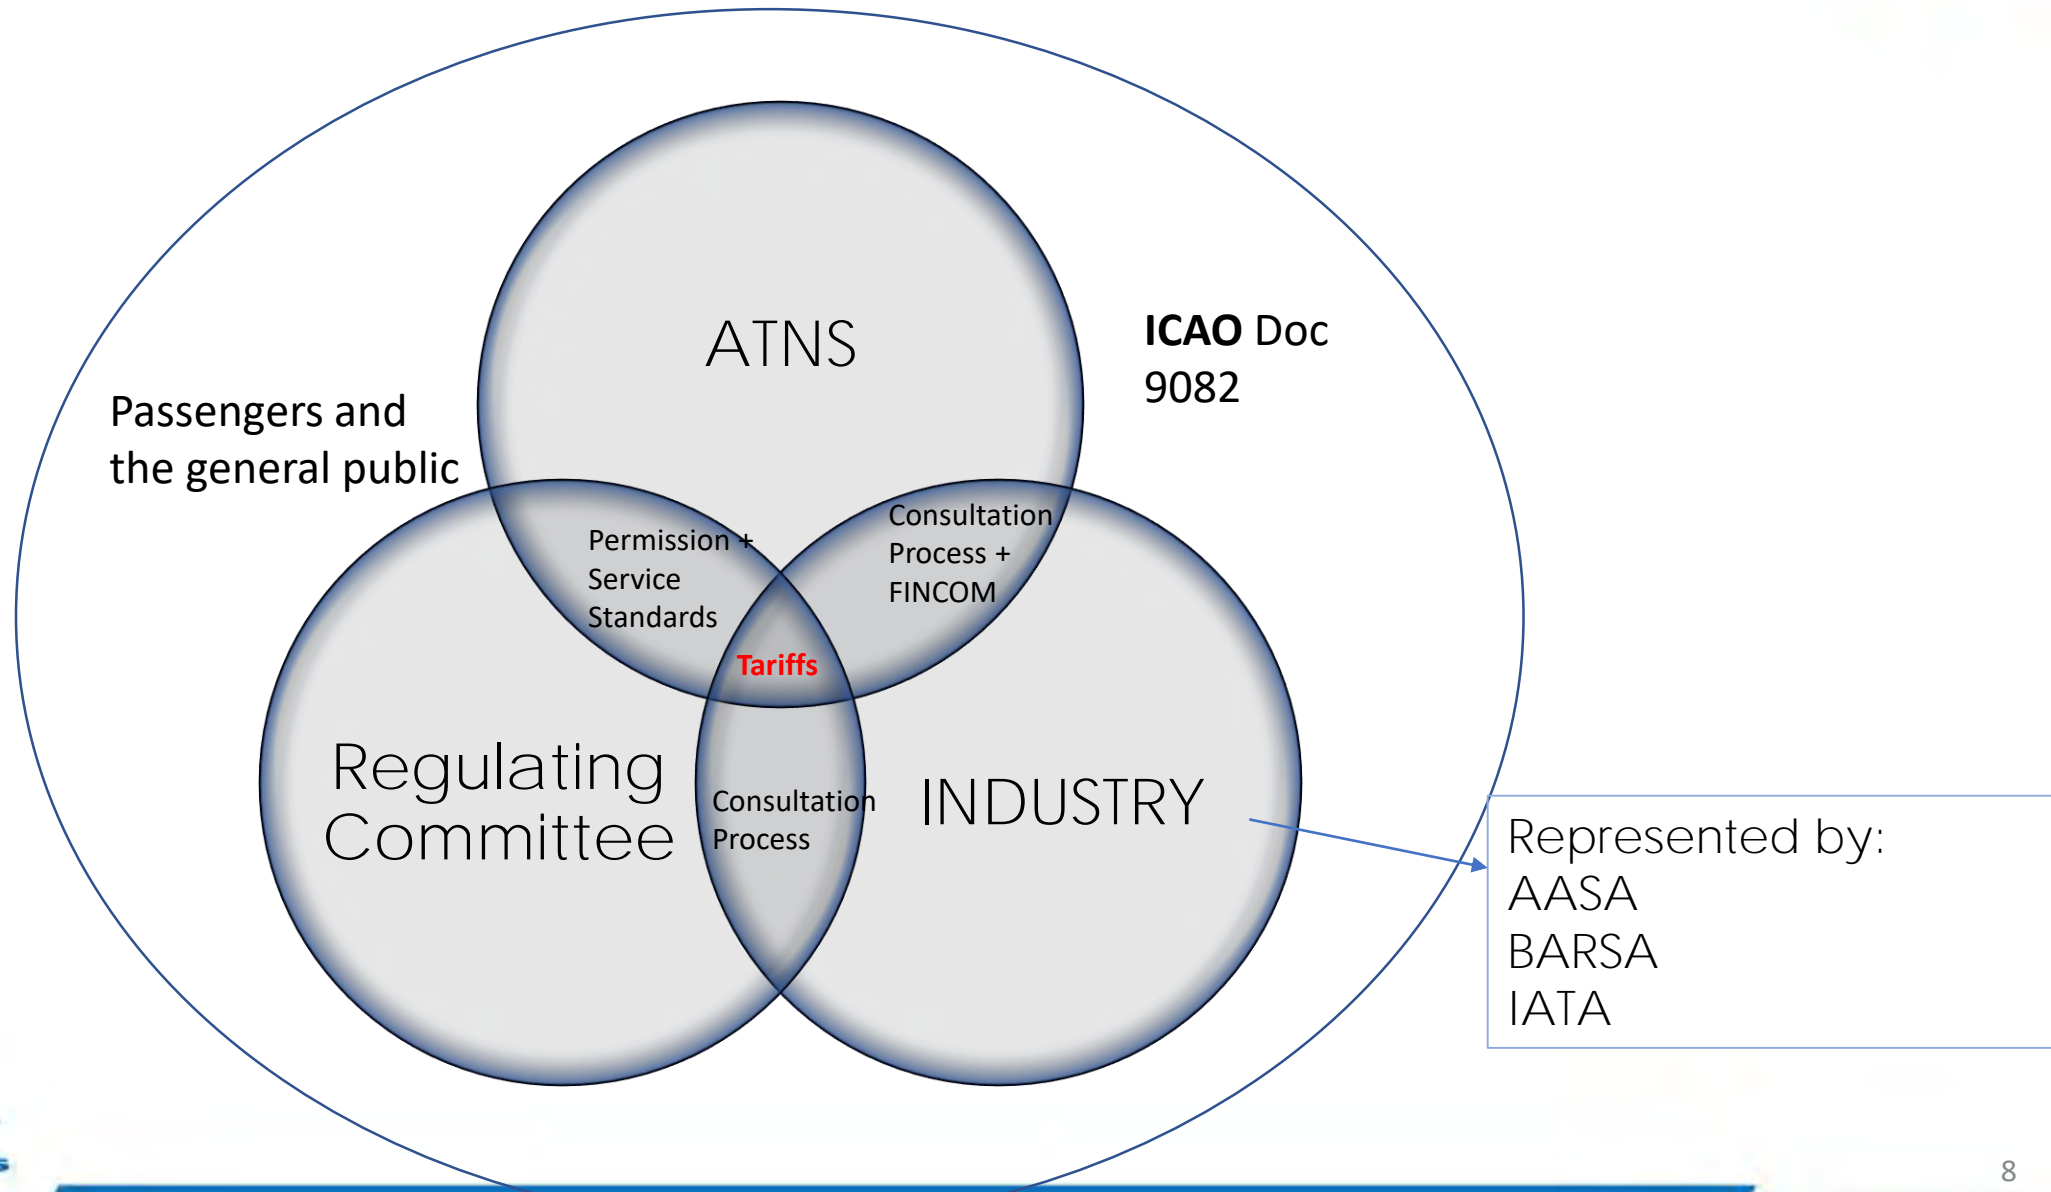 ATNS
ICAO Doc
9082
Passengers and
the general public
Permission +
Service
Standards
Consultation
Process +
FINCOM
Tariffs
Regulating
Committee
Consultation
Process
INDUSTRY
Represented by:
AASA
BARSA
IATA
8